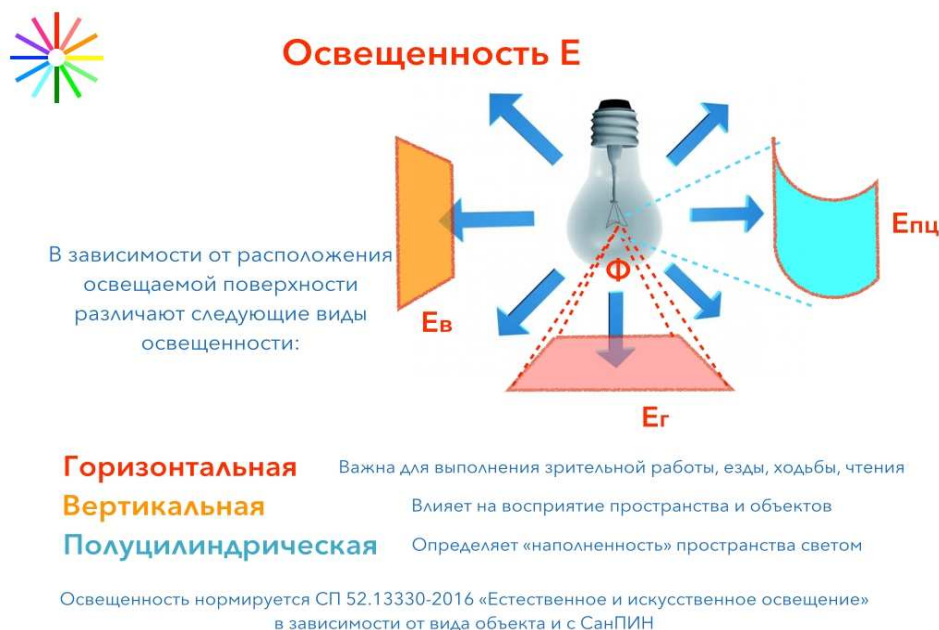 Освещенность Е
В зависимости от расположения
освещаемой поверхности
различают следующие виды
освещенности:
Ев
Ф
Ег
Епц
Горизонтальная Важна для выполнения зрительной работы, езды, ходьбы, чтения
Вертикальная Влияет на восприятие пространства и объектов
Полуцилиндрическая Определяет «наполненность» пространства светом
Освещенность нормируется СП 52.13330-2016 «Естественное и искусственное освещение»
в зависимости от вида объекта и с СанПИН